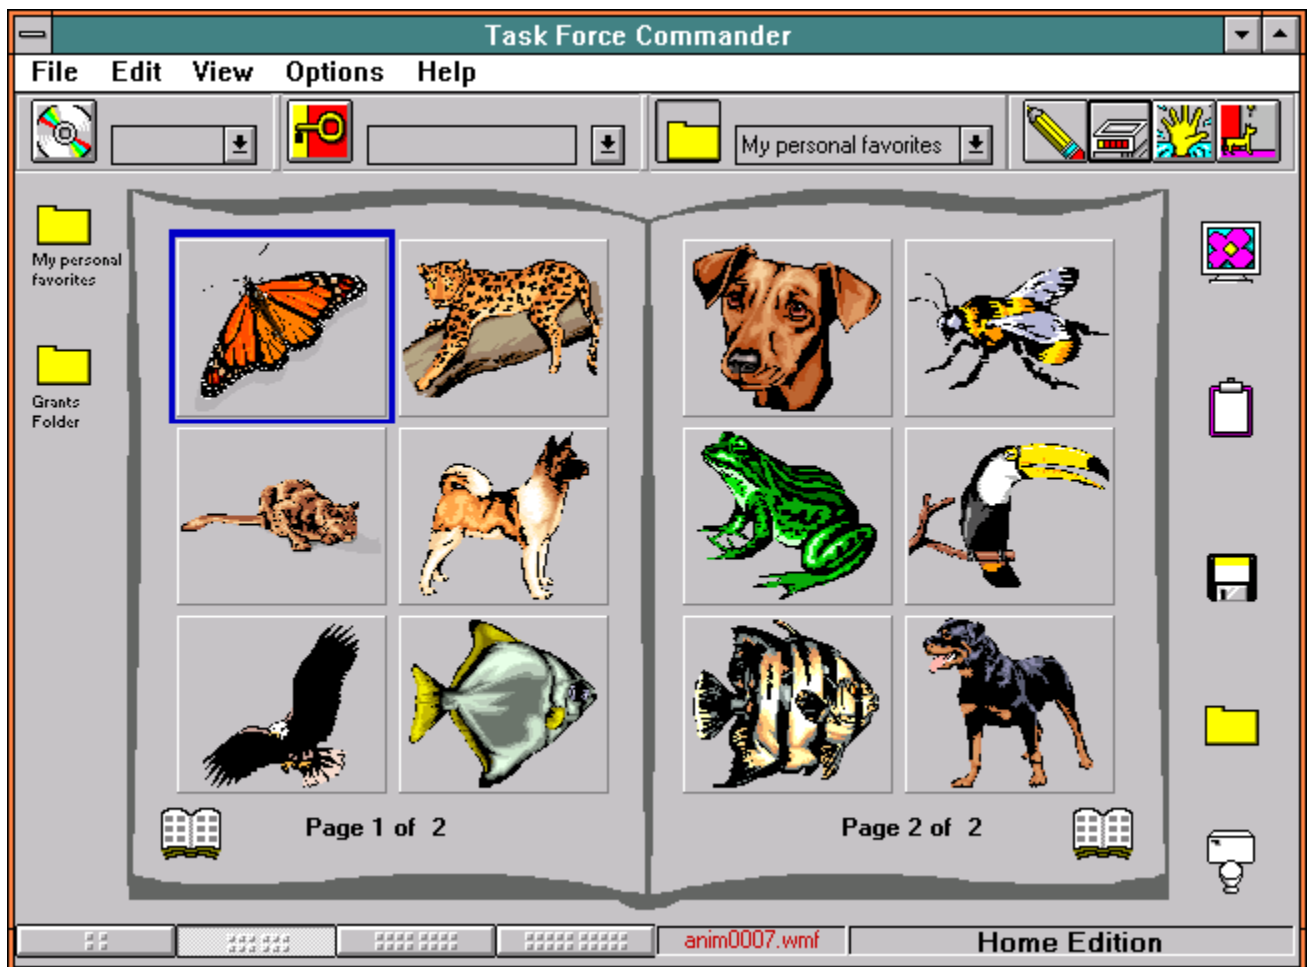 Task Force Commander
File Edit View Options Help
My personal favorites
My personal
favorites
Grants
Folder
Page 1 of 2
Page 2 of 2
anim0007.wmf
Home Edition